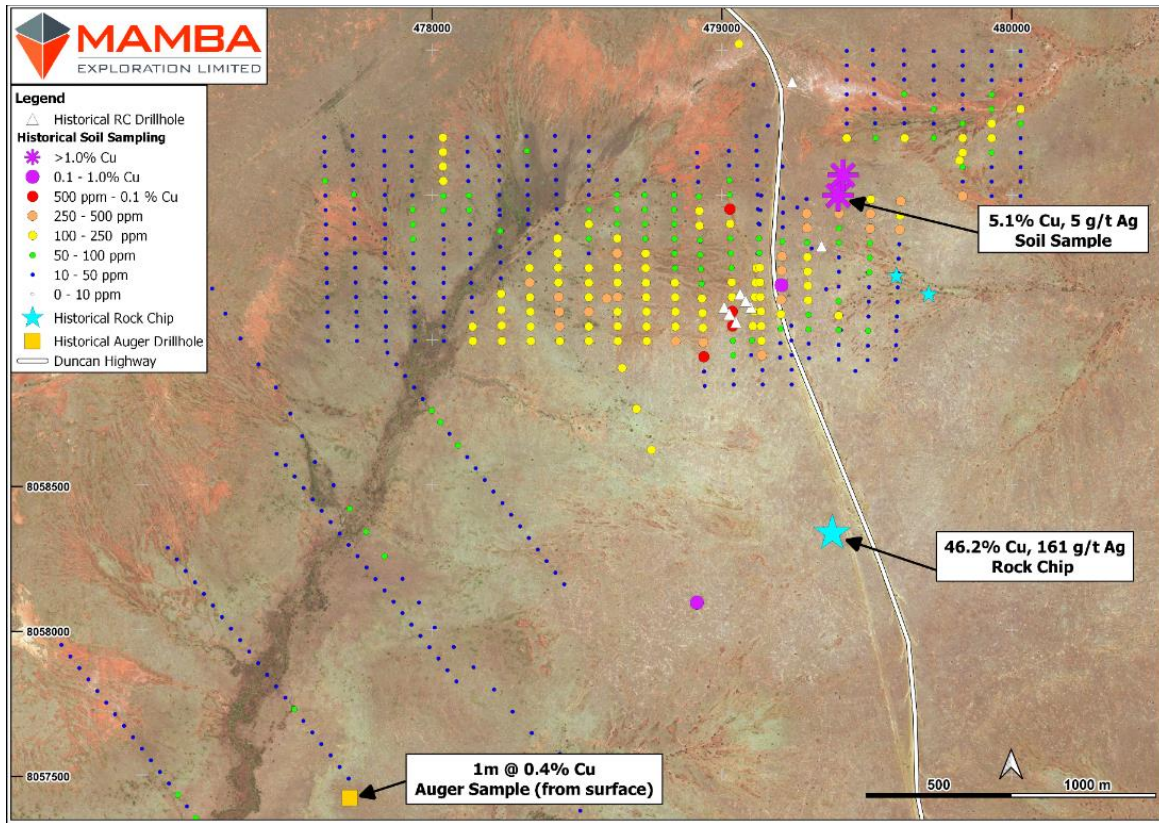 MAMBA
EXPLORATION LIMITED
Legend
Historical RC Drillhole
Historical Soil Sampling
>1.0% Cu
0.1 - 1.0% Cu
500 ppm - 0.1 % Cu
250 - 500 ppm
100 - 250 ppm
50 - 100 ppm
10 - 50 ppm
0 - 10 ppm
Historical Rock Chip
Historical Auger Drillhole
Duncan Highway
478000
479000
480000
5.1% Cu, 5 g/t Ag
Soil Sample
8058500
46.2% Cu, 161 g/t Ag
Rock Chip
8058000
8057500
1m @ 0.4% Cu
Auger Sample (from surface)
500
1000 m